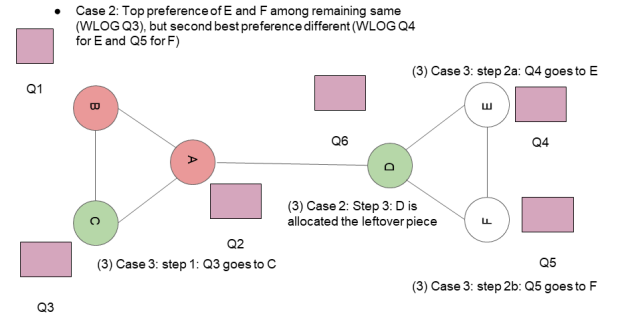 • Case 2: Top preference of E and F among remaining same
(WLOG Q3), but second best preference different (WLOG Q4
for E and Q5 for F)
(3) Case 3: step 2a: Q4 goes to E
Q1
B
E
Q6
Q4
A
D
C
(3) Case 2: Step 3: D is
allocated the leftover piece
F
Q2
(3) Case 3: step 1: Q3 goes to C
Q5
(3) Case 3: step 2b: Q5 goes to F
Q3